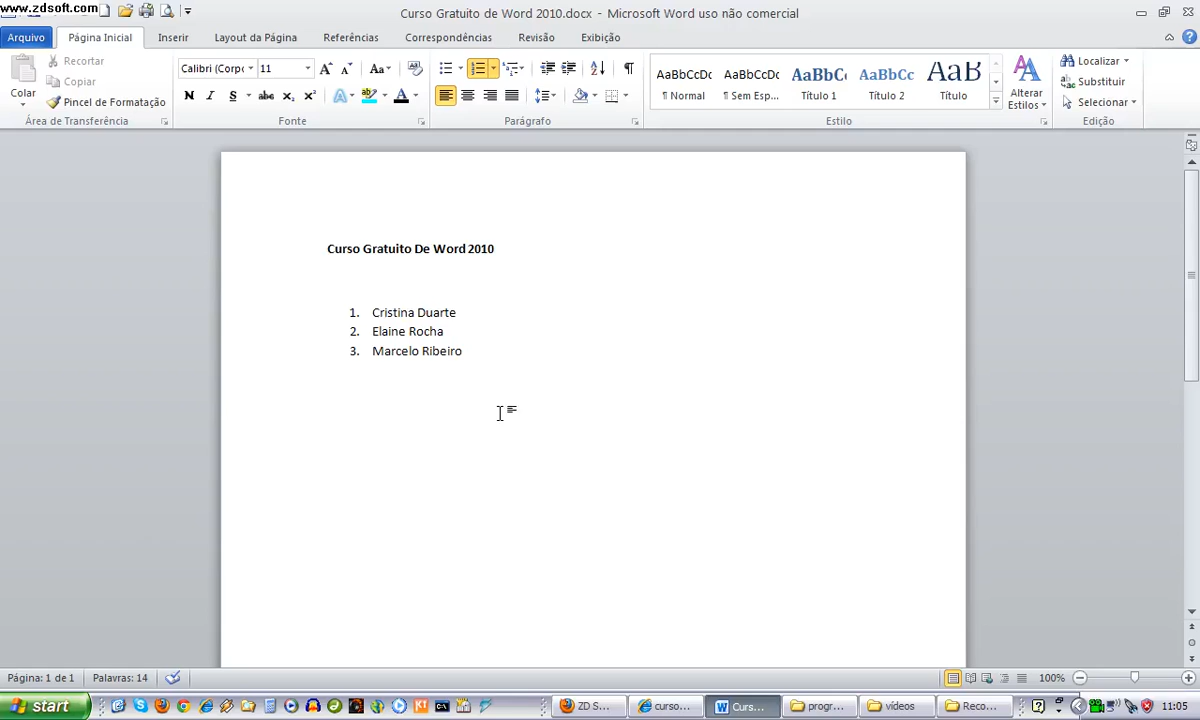 www.zdsoft.com
Curso Gratuito de Word 2010.docx - Microsoft Word uso não comercial
Arquivo Página Inicial Inserir Layout da Página Referências Correspondências Revisão Exibição
Colar
Recortar
Copiar
Pincel de Formatação
Área de Transferência
Calibri (Corpo 11
Aa
N I S abc x₂ x²
Fonte
Parágrafo
AaBbCcDc AaBbCcDc AaBbC AaBbCc AaB
¶ Normal ¶ Sem Esp... Título 1 Título 2 Título
Alterar
Estilos
Estilo
Localizar
Substituir
Selecionar
Edição
Curso Gratuito De Word 2010
1. Cristina Duarte
2. Elaine Rocha
3. Marcelo Ribeiro
Página: 1 de 1 Palavras: 14 100%
start ZD S... curso... Curs... progr... vídeos Reco... 11:05